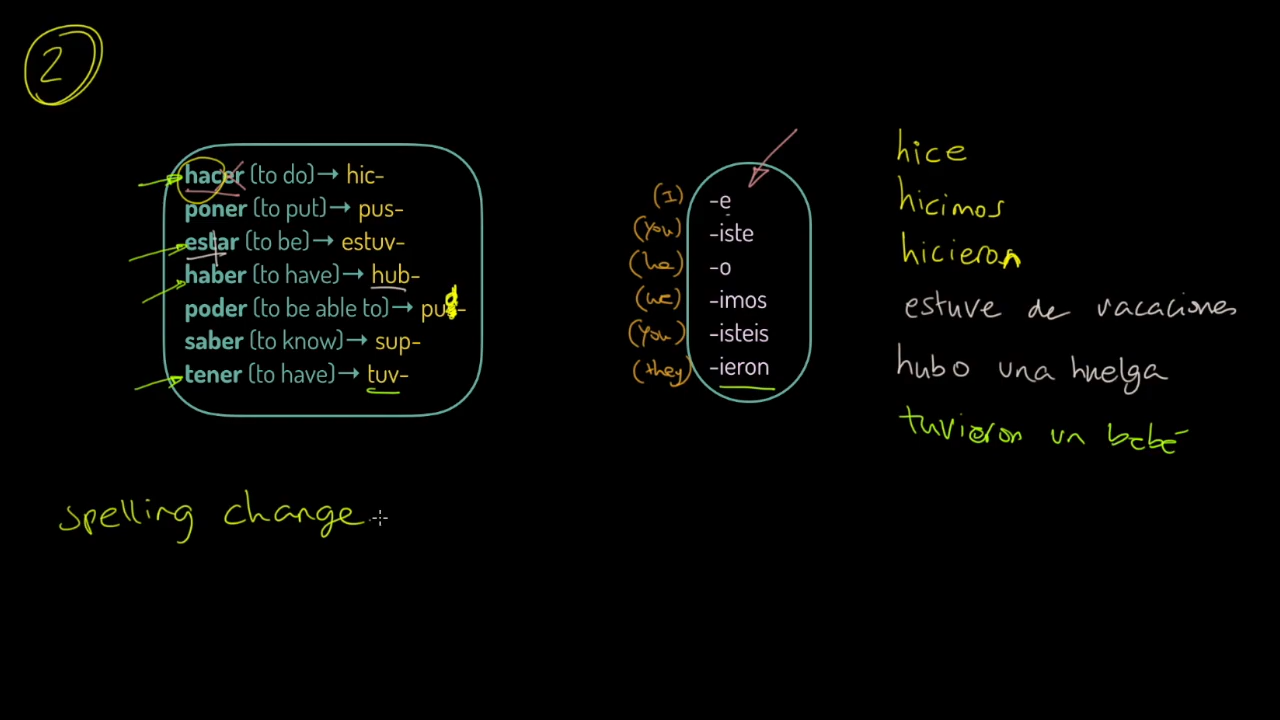 2
hacer (to do)→ hic-
poner (to put)→ pus-
estar (to be)→ estuv-
haber (to have)→ hub-
poder (to be able to)→ pud-
saber (to know)→ sup-
tener (to have)→ tuv-
(I) -e
(you) -iste
(he) -o
(we) -imos
(you) -isteis
(they) -ieron
hice
hicimos
hicieron
estuve de vacaciones
hubo una huelga
tuvieron un bebé
spelling change